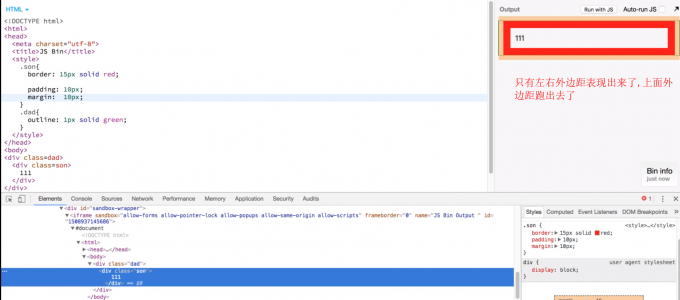 HTML
Output
Run with JS
Auto-run JS
<!DOCTYPE html>
<html>
<head>
<meta charset="utf-8">
<title>JS Bin</title>
<style>
.son{
border: 15px solid red;
padding: 10px;
margin: 10px;
}
.dad{
outline: 1px solid green;
}
</style>
</head>
<body>
<div class=dad>
<div class=son>
111
</div>
</div>
111
只有左右外边距表现出来了,上面外
边距跑出去了
Bin info
just now
Elements Console Sources Network Performance Memory Application Security Audits
1
<div id="sandbox-wrapper">
<iframe sandbox="allow-forms allow-pointer-lock allow-popups allow-same-origin allow-scripts" frameborder="0" name="JS Bin Output " id=
"1508937145606">
#document
<!DOCTYPE html>
<html>
<head>…</head>
<body>
<div class="dad">
<div class="son">
111
</div> == $0
</div>
</body>
Styles Computed Event Listeners DOM Breakpoints »
.son { <style>…</style>
border: 15px solid red;
padding: 10px;
margin: 10px;
}
div { user agent stylesheet
display: block;
}